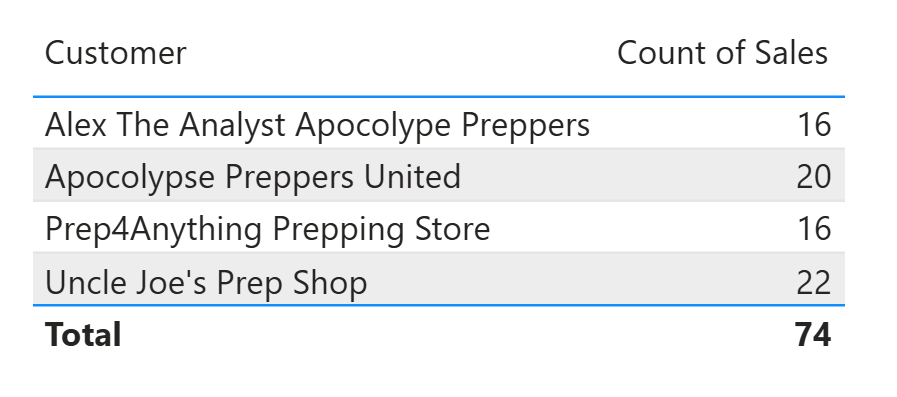 Customer Count of Sales
Alex The Analyst Apocolype Preppers 16
Apocolypse Preppers United 20
Prep4Anything Prepping Store 16
Uncle Joe's Prep Shop 22
Total 74